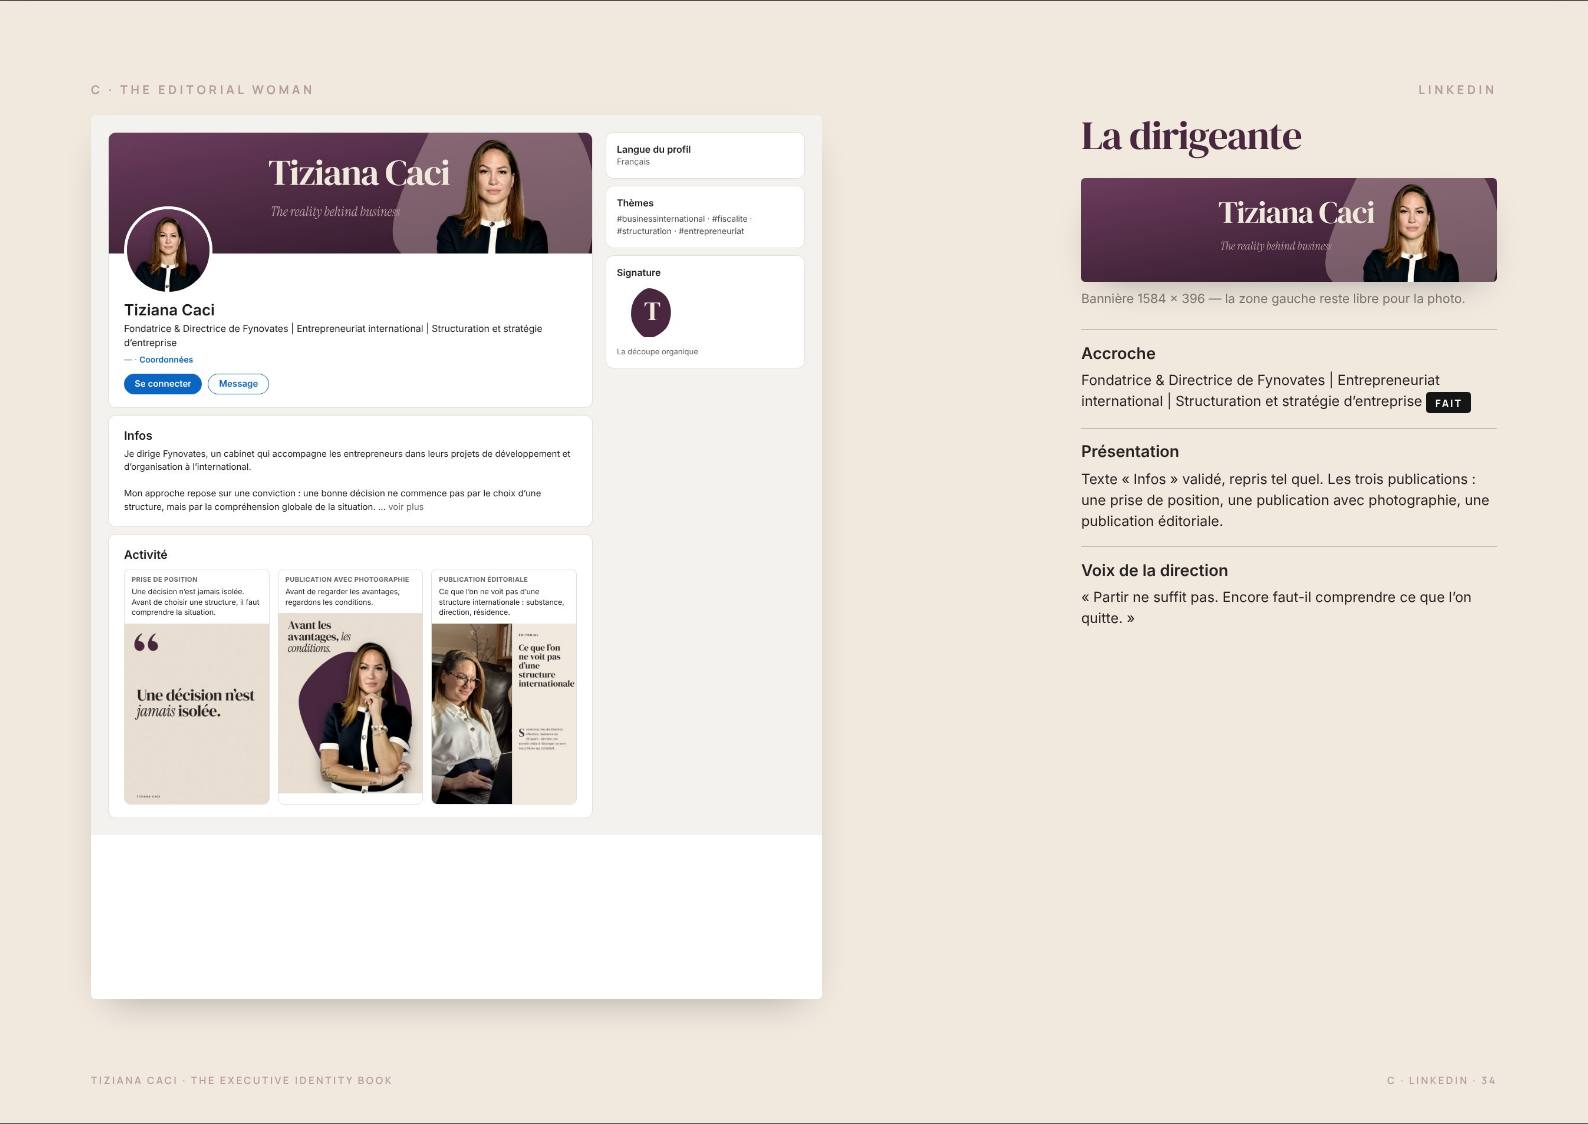 C · THE EDITORIAL WOMAN
LINKEDIN
Tiziana Caci
The reality behind business
Tiziana Caci
Fondatrice & Directrice de Fynovates | Entrepreneuriat international | Structuration et stratégie
d’entreprise
— · Coordonnées
Se connecter
Message
Infos
Je dirige Fynovates, un cabinet qui accompagne les entrepreneurs dans leurs projets de développement et
d’organisation à l’international.
Mon approche repose sur une conviction : une bonne décision ne commence pas par le choix d’une
structure, mais par la compréhension globale de la situation. ... voir plus
Activité
PRISE DE POSITION
Une décision n’est jamais isolée.
Avant de choisir une structure, il faut
comprendre la situation.
“
Une décision n’est
jamais isolée.
TIZIANA CACI
PUBLICATION AVEC PHOTOGRAPHIE
Avant de regarder les avantages,
regardons les conditions.
Avant les
avantages, les
conditions.
PUBLICATION ÉDITORIALE
Ce que l’on ne voit pas d’une
structure internationale : substance,
direction, résidence.
EDITORIAL
Ce que l’on
ne voit pas
d’une
structure
internationale
S
Langue du profil
Français
Thèmes
#businessinternational · #fiscalite ·
#structuration · #entrepreneuriat
Signature
T
La découpe organique
La dirigeante
Tiziana Caci
The reality behind business
Bannière 1584 × 396 — la zone gauche reste libre pour la photo.
Accroche
Fondatrice & Directrice de Fynovates | Entrepreneuriat
international | Structuration et stratégie d’entreprise FAIT
Présentation
Texte « Infos » validé, repris tel quel. Les trois publications :
une prise de position, une publication avec photographie, une
publication éditoriale.
Voix de la direction
« Partir ne suffit pas. Encore faut-il comprendre ce que l’on
quitte. »
TIZIANA CACI · THE EXECUTIVE IDENTITY BOOK
C · LINKEDIN · 34